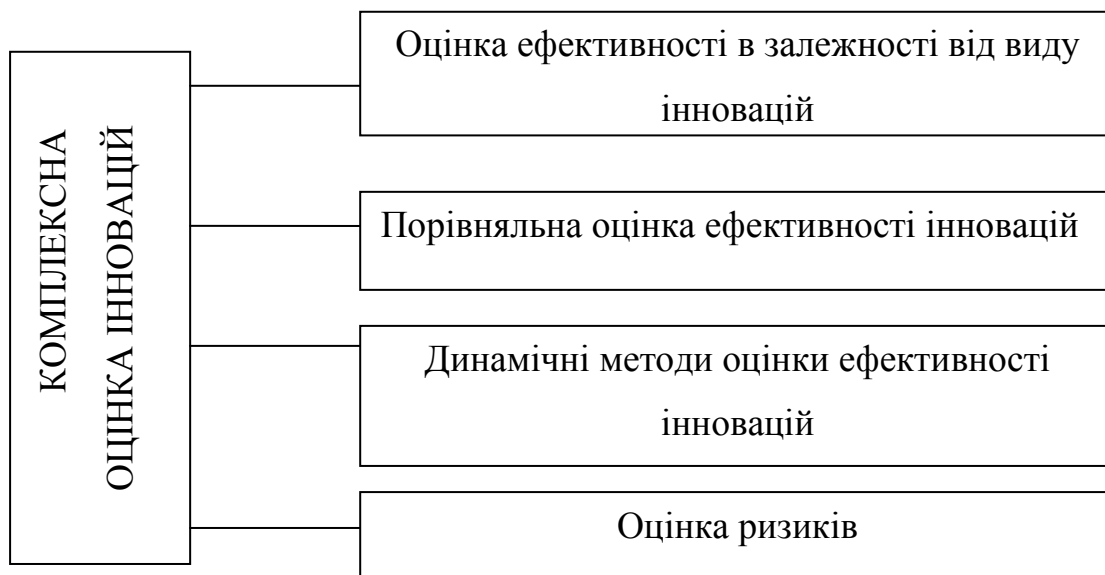 КОМПЛЕКСНА
ОЦІНКА ІННОВАЦІЙ
Оцінка ефективності в залежності від виду
інновацій
Порівняльна оцінка ефективності інновацій
Динамічні методи оцінки ефективності
інновацій
Оцінка ризиків